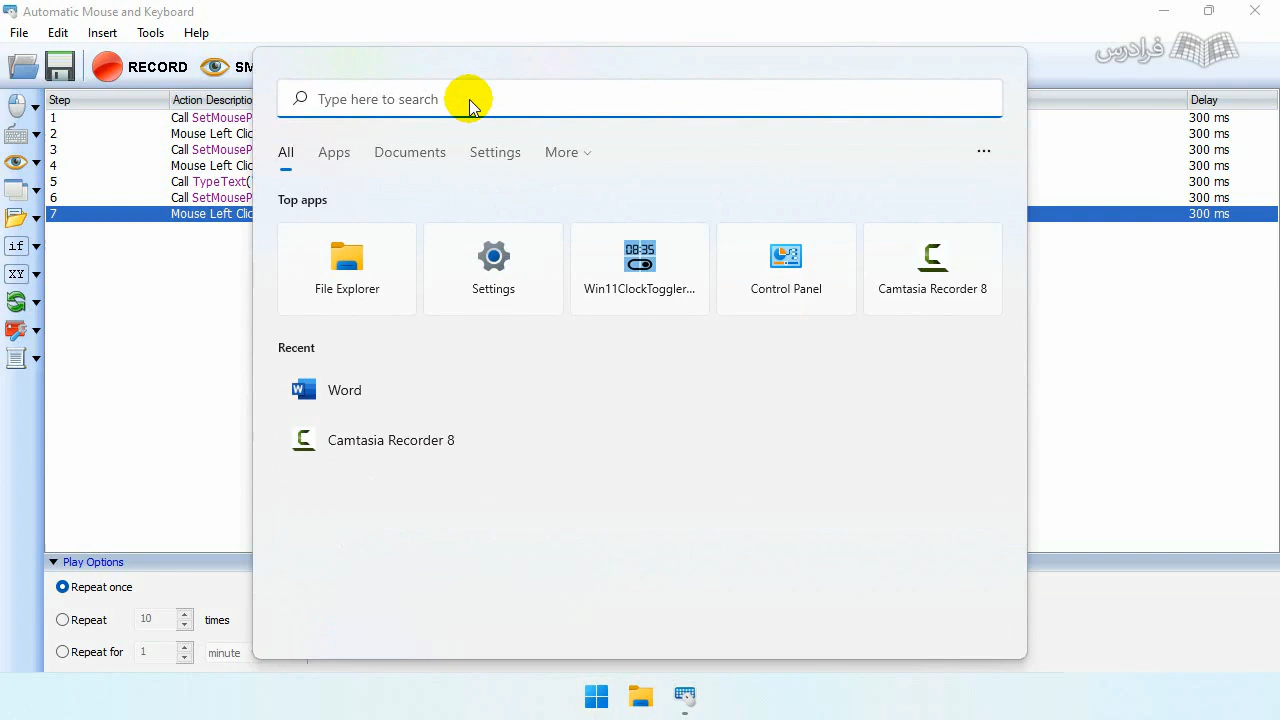 Automatic Mouse and Keyboard
فرادرس
File Edit Insert Tools Help
RECORD SM
Type here to search
Step Action Descriptio Delay
1 Call SetMouseP 300 ms
2 Mouse Left Clic 300 ms
3 Call SetMouseP 300 ms
4 Mouse Left Clic 300 ms
5 Call TypeText(' 300 ms
6 Call SetMouseP 300 ms
7 Mouse Left Clic 300 ms
All Apps Documents Settings More
Top apps
if
XY
08:35
File Explorer Settings Win11ClockToggler... Control Panel Camtasia Recorder 8
Recent
Word
Camtasia Recorder 8
Play Options
Repeat once
Repeat 10 times
Repeat for 1 minute